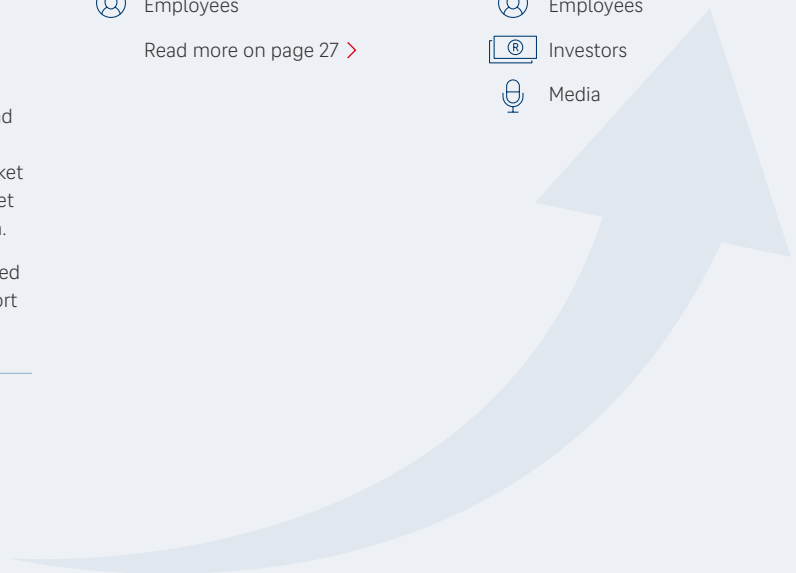 Employees
Read more on page 27
Employees
Investors
R
Media